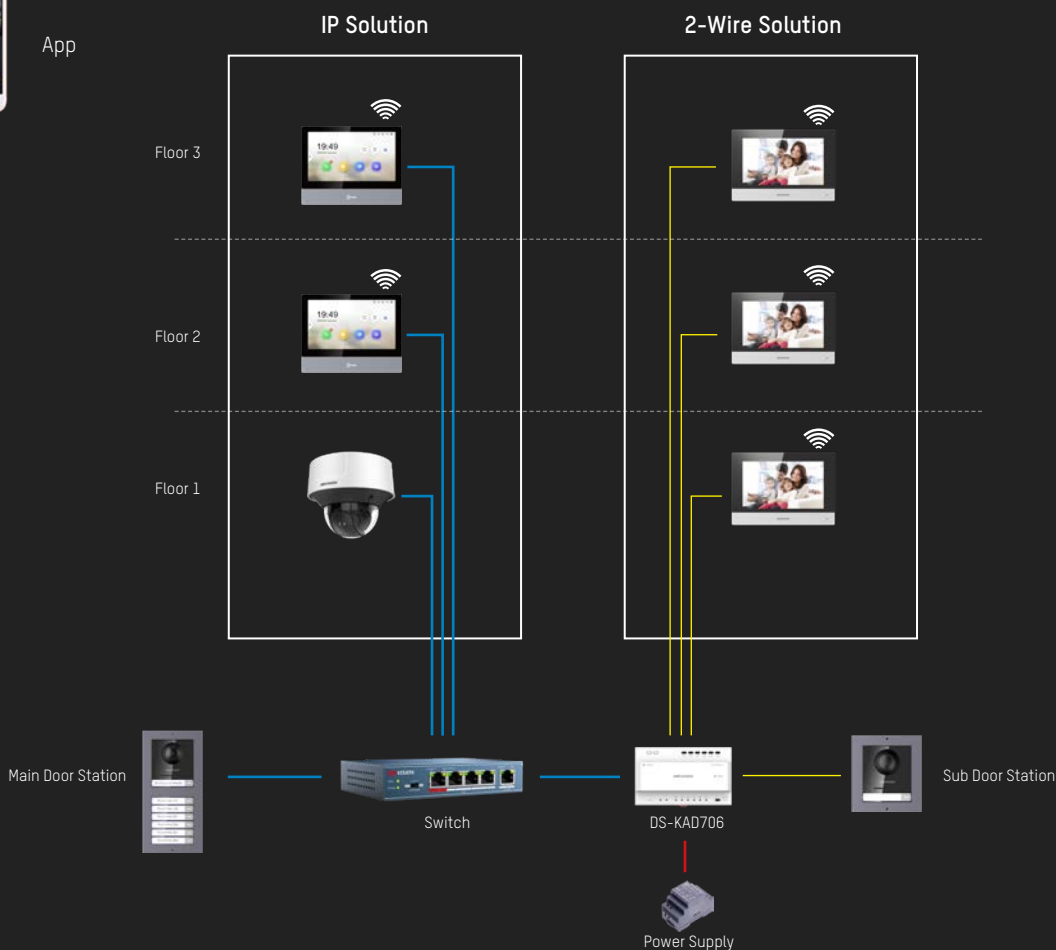 App
IP Solution
2-Wire Solution
Floor 3
19:49
Floor 2
19:49
Floor 1
Main Door Station
Switch
DS-KAD706
Sub Door Station
Power Supply